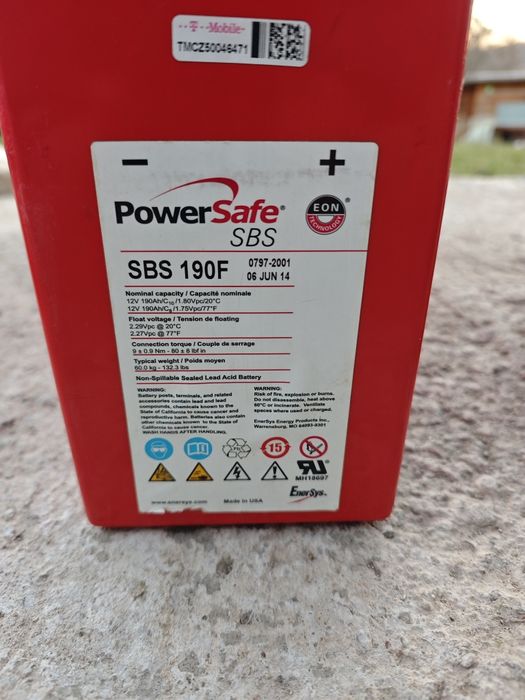 T - Mobile -
TMCZ50046471
- +
PowerSafe®
SBS
EON
TECHNOLOGY
SBS 190F
0797-2001
06 JUN 14
Nominal capacity / Capacité nominale
12V 190Ah/C10 /1.80Vpc/20°C
12V 190Ah/C8 /1.75Vpc/77°F
Float voltage / Tension de floating
2.29Vpc @ 20°C
2.27Vpc @ 77°F
Connection torque / Couple de serrage
9 ± 0.9 Nm - 80 ± 8 lbf in
Typical weight / Poids moyen
60.0 kg - 132.3 lbs
Non-Spillable Sealed Lead Acid Battery
WARNING:
Battery posts, terminals, and related
accessories contain lead and lead
compounds, chemicals known to the
State of California to cause cancer and
reproductive harm. Batteries also contain
other chemicals known to the State
of California to cause cancer.
WASH HANDS AFTER HANDLING.
WARNING:
Risk of fire, explosion or burns.
Do not disassemble, heat above
60°C or incinerate. Ventilate
spaces where used or charged.
EnerSys Energy Products Inc.,
Warrensburg, MO 64093-9301
Pb
15
MH18697
www.enersys.com
Made in USA
EnerSys